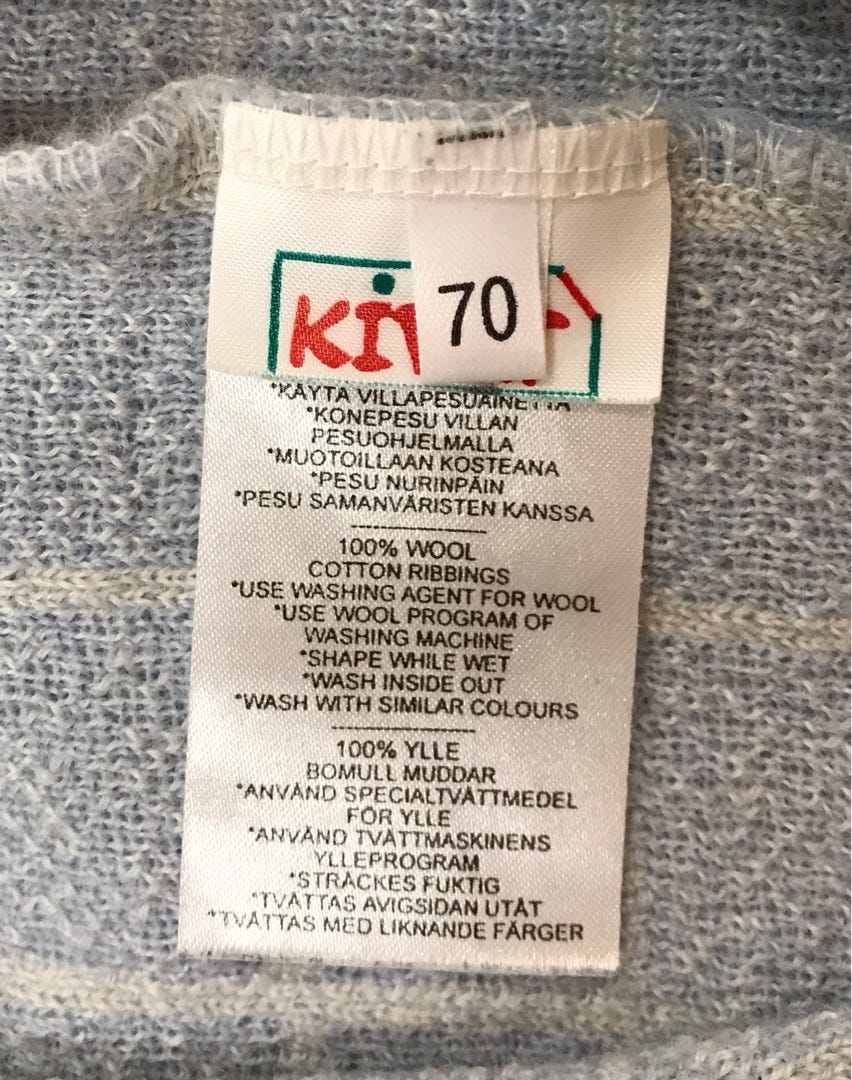 70
*KÄYTÄ VILLAPESUAINETTA
*KONEPESU VILLAN
PESUOHJELMALLA
*MUOTOILLAAN KOSTEANA
*PESU NURINPÄIN
*PESU SAMANVÄRISTEN KANSSA
100% WOOL
COTTON RIBBINGS
*USE WASHING AGENT FOR WOOL
*USE WOOL PROGRAM OF
WASHING MACHINE
*SHAPE WHILE WET
*WASH INSIDE OUT
*WASH WITH SIMILAR COLOURS
100% YLLE
BOMULL MUDDAR
*ANVÄND SPECIALTVÄTTMEDEL
FÖR YLLE
*ANVÄND TVÄTTMASKINENS
YLLEPROGRAM
*STRÄCKES FUKTIG
*TVÄTTAS AVIGSIDAN UTÅT
*TVÄTTAS MED LIKNANDE FÄRGER